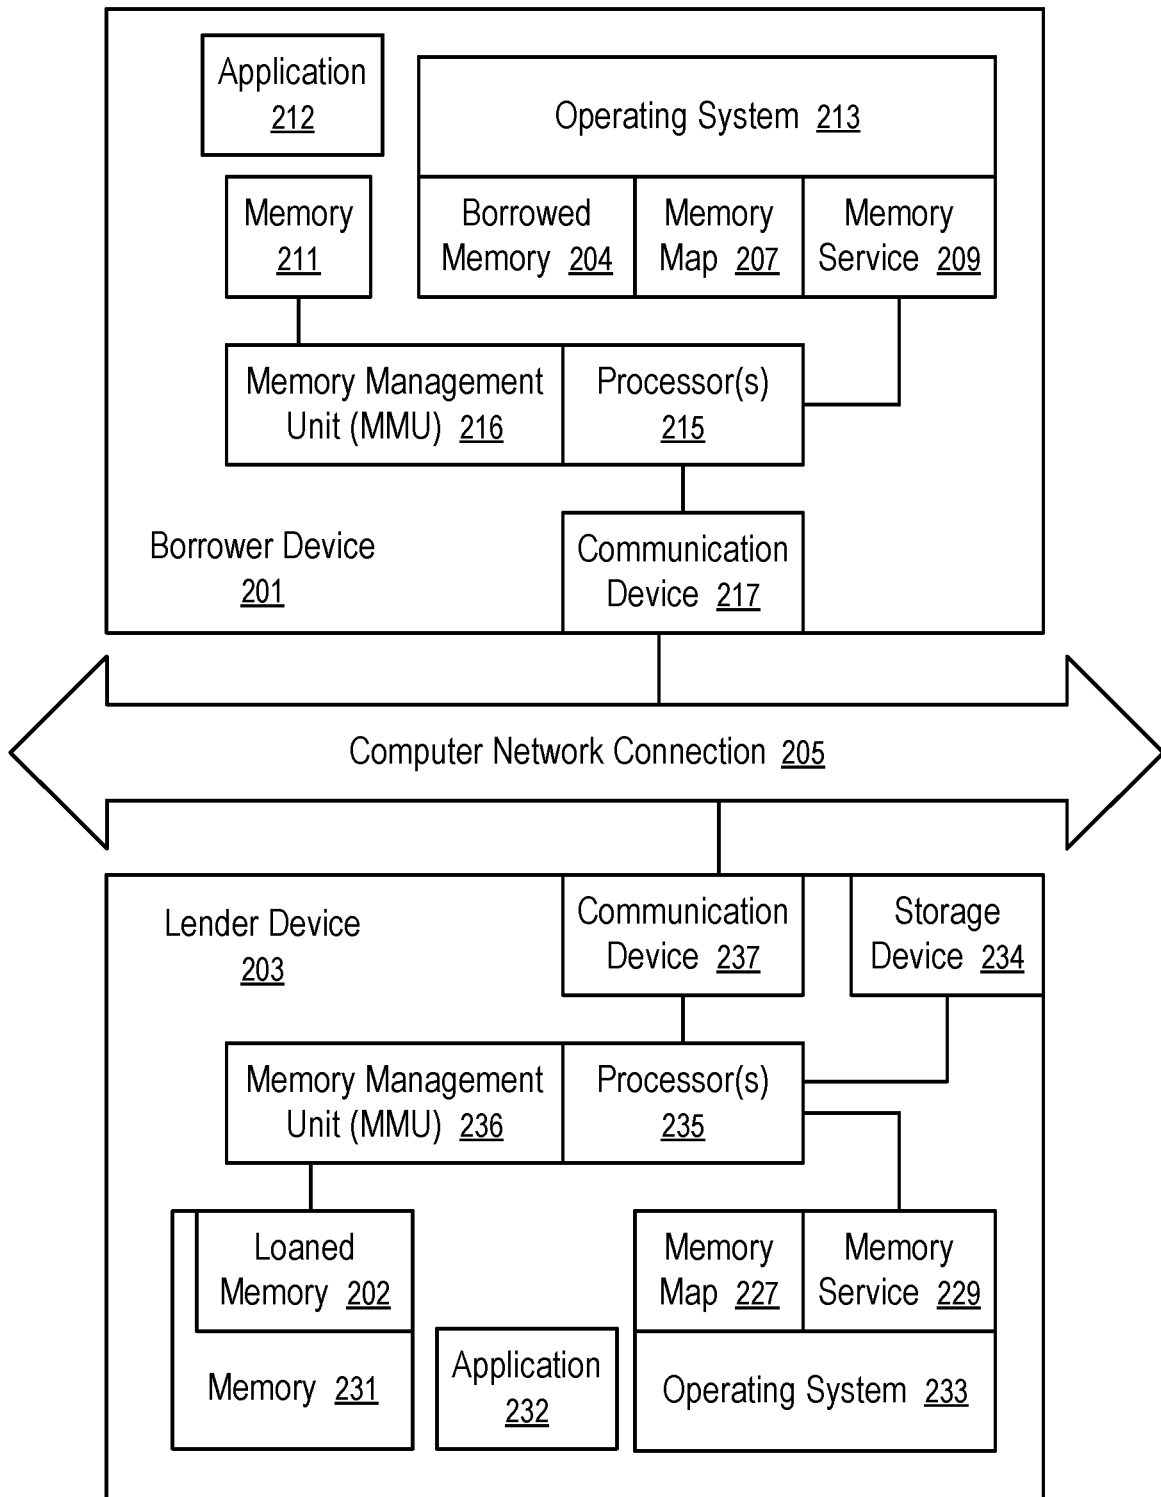 Application
212
Operating System 213
Memory
211
Borrowed
Memory 204
Memory
Map 207
Memory
Service 209
Memory Management
Unit (MMU) 216
Processor(s)
215
Borrower Device
201
Communication
Device 217
Computer Network Connection 205
Lender Device
203
Communication
Device 237
Storage
Device 234
Memory Management
Unit (MMU) 236
Processor(s)
235
Loaned
Memory 202
Memory 231
Application
232
Memory
Map 227
Memory
Service 229
Operating System 233